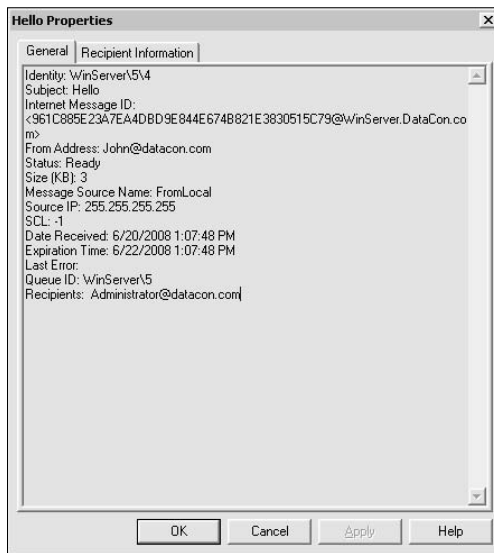 Hello Properties
General
Recipient Information
Identity: WinServer\5\4
Subject: Hello
Internet Message ID:
<961C885E23A7EA4DBD9E844E674B821E3830515C79@WinServer.DataCon.co
m>
From Address: John@datacon.com
Status: Ready
Size (KB): 3
Message Source Name: FromLocal
Source IP: 255.255.255.255
SCL: -1
Date Received: 6/20/2008 1:07:48 PM
Expiration Time: 6/22/2008 1:07:48 PM
Last Error:
Queue ID: WinServer\5
Recipients:  Administrator@datacon.com
OK
Cancel
Apply
Help